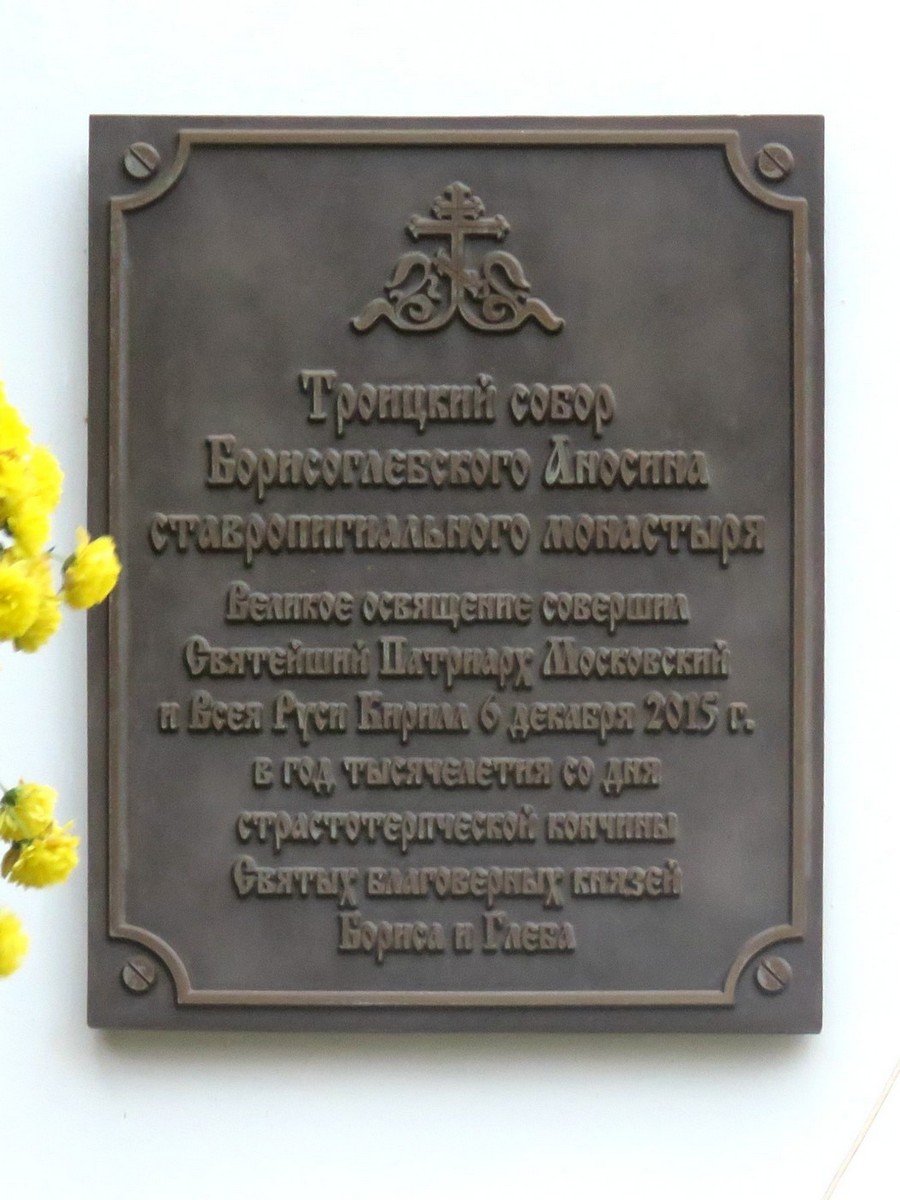 Троицкий собор
Борисоглебского Аносина
ставропигиального монастыря
Великое освящение совершил
Святейший Патриарх Московский
и Всея Руси Кирилл 6 декабря 2015 г.
в год тысячелетия со дня
страстотерпческой кончины
Святых благоверных князей
Бориса и Глеба